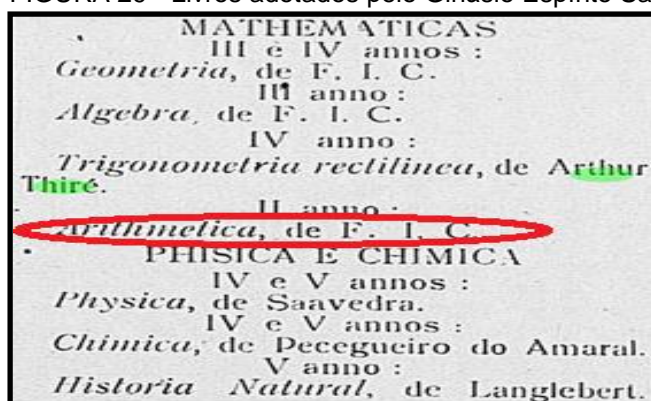 MATHEMATICAS
III e IV annos :
Geometria, de F. I. C.
III anno :
Algebra, de F. I. C.
IV anno :
Trigonometria rectilinea, de Arthur
Thiré.
II anno :
Arithmetica, de F. I. C.
PHISICA E CHIMICA
IV e V annos :
Physica, de Saavedra.
IV e V annos :
Chimica, de Pecegueiro do Amaral.
V anno :
Historia Natural, de Langlebert.